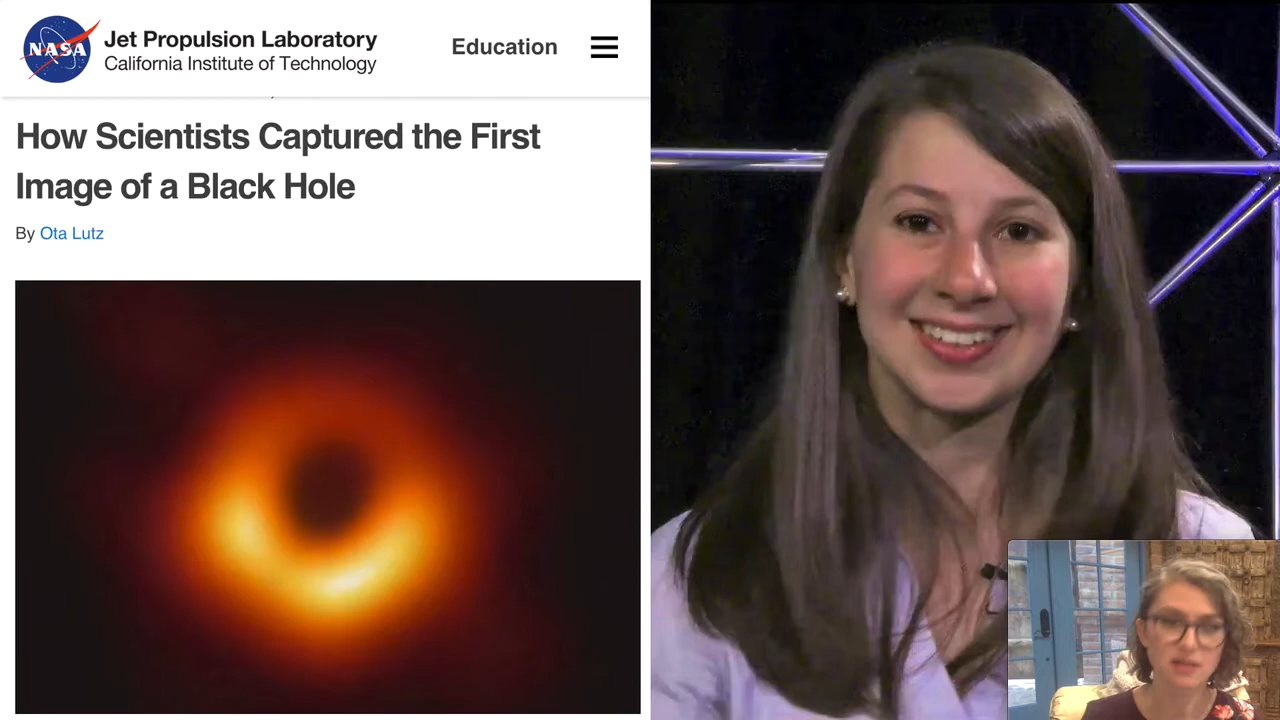 NASA
Jet Propulsion Laboratory
California Institute of Technology
Education
How Scientists Captured the First
Image of a Black Hole
By Ota Lutz